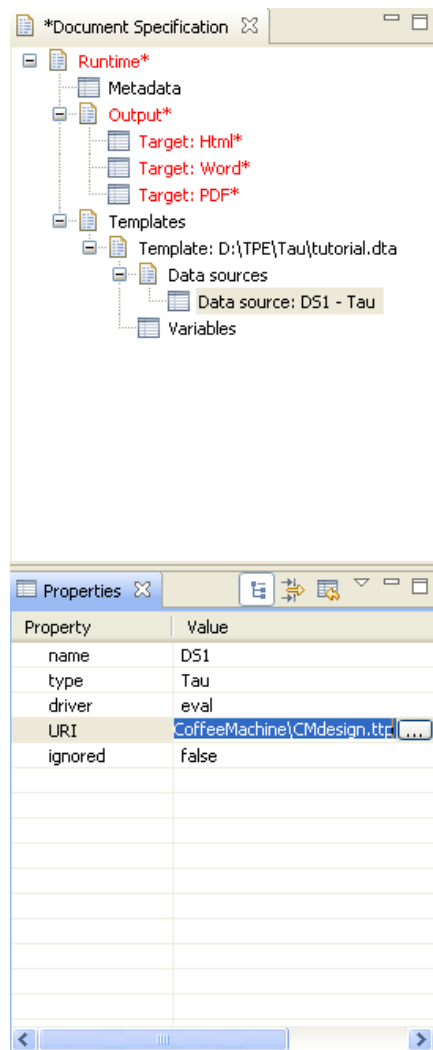 *Document Specification
Runtime*
Metadata
Output*
Target: Html*
Target: Word*
Target: PDF*
Templates
Template: D:\TPE\Tau\tutorial.dta
Data sources
Data source: DS1 - Tau
Variables
Properties
Property Value
name DS1
type Tau
driver eval
URI CoffeeMachine\CMdesign.ttp ...
ignored false